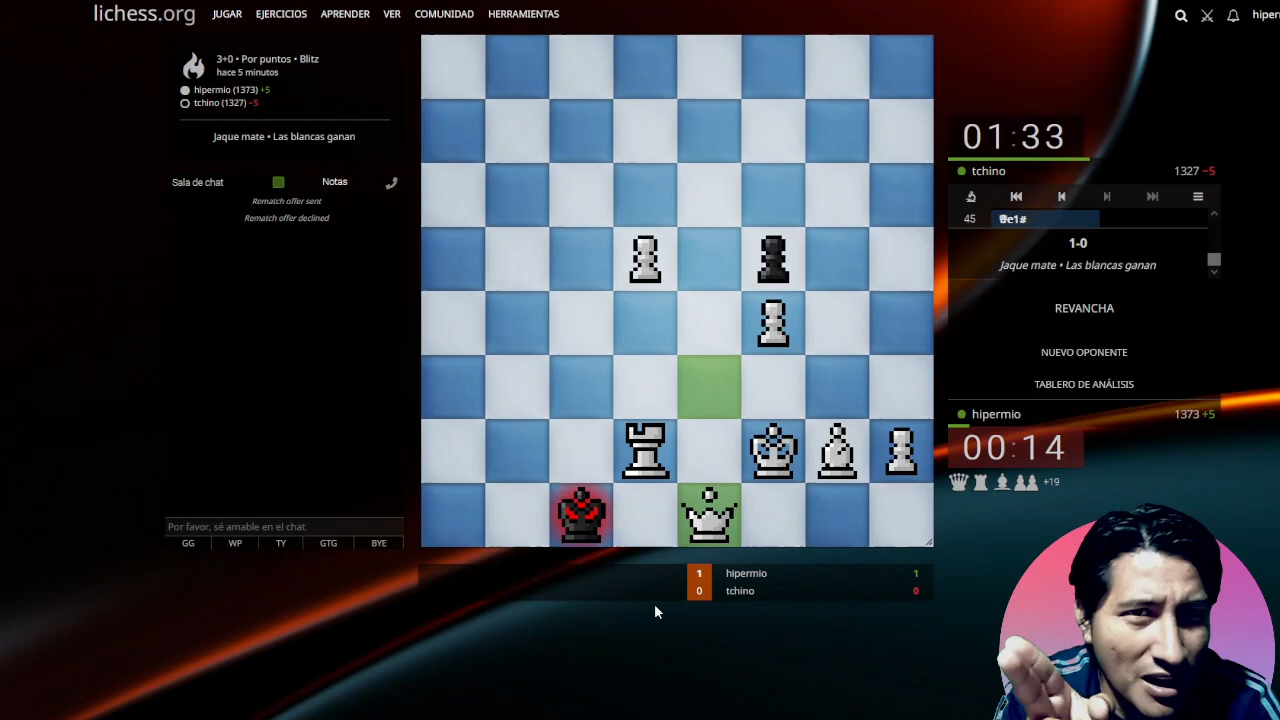 lichess.org JUGAR EJERCICIOS APRENDER VER COMUNIDAD HERRAMIENTAS hiper
3+0 • Por puntos • Blitz
hace 5 minutos
hipermio (1373) +5
tchino (1327) −5
Jaque mate • Las blancas ganan
Sala de chat Notas
Rematch offer sent
Rematch offer declined
Por favor, sé amable en el chat
GG WP TY GTG BYE
01:33
tchino 1327 −5
45 e1#
1-0
Jaque mate • Las blancas ganan
REVANCHA
NUEVO OPONENTE
TABLERO DE ANÁLISIS
hipermio 1373 +5
00:14
+19
1 hipermio 1
0 tchino 0